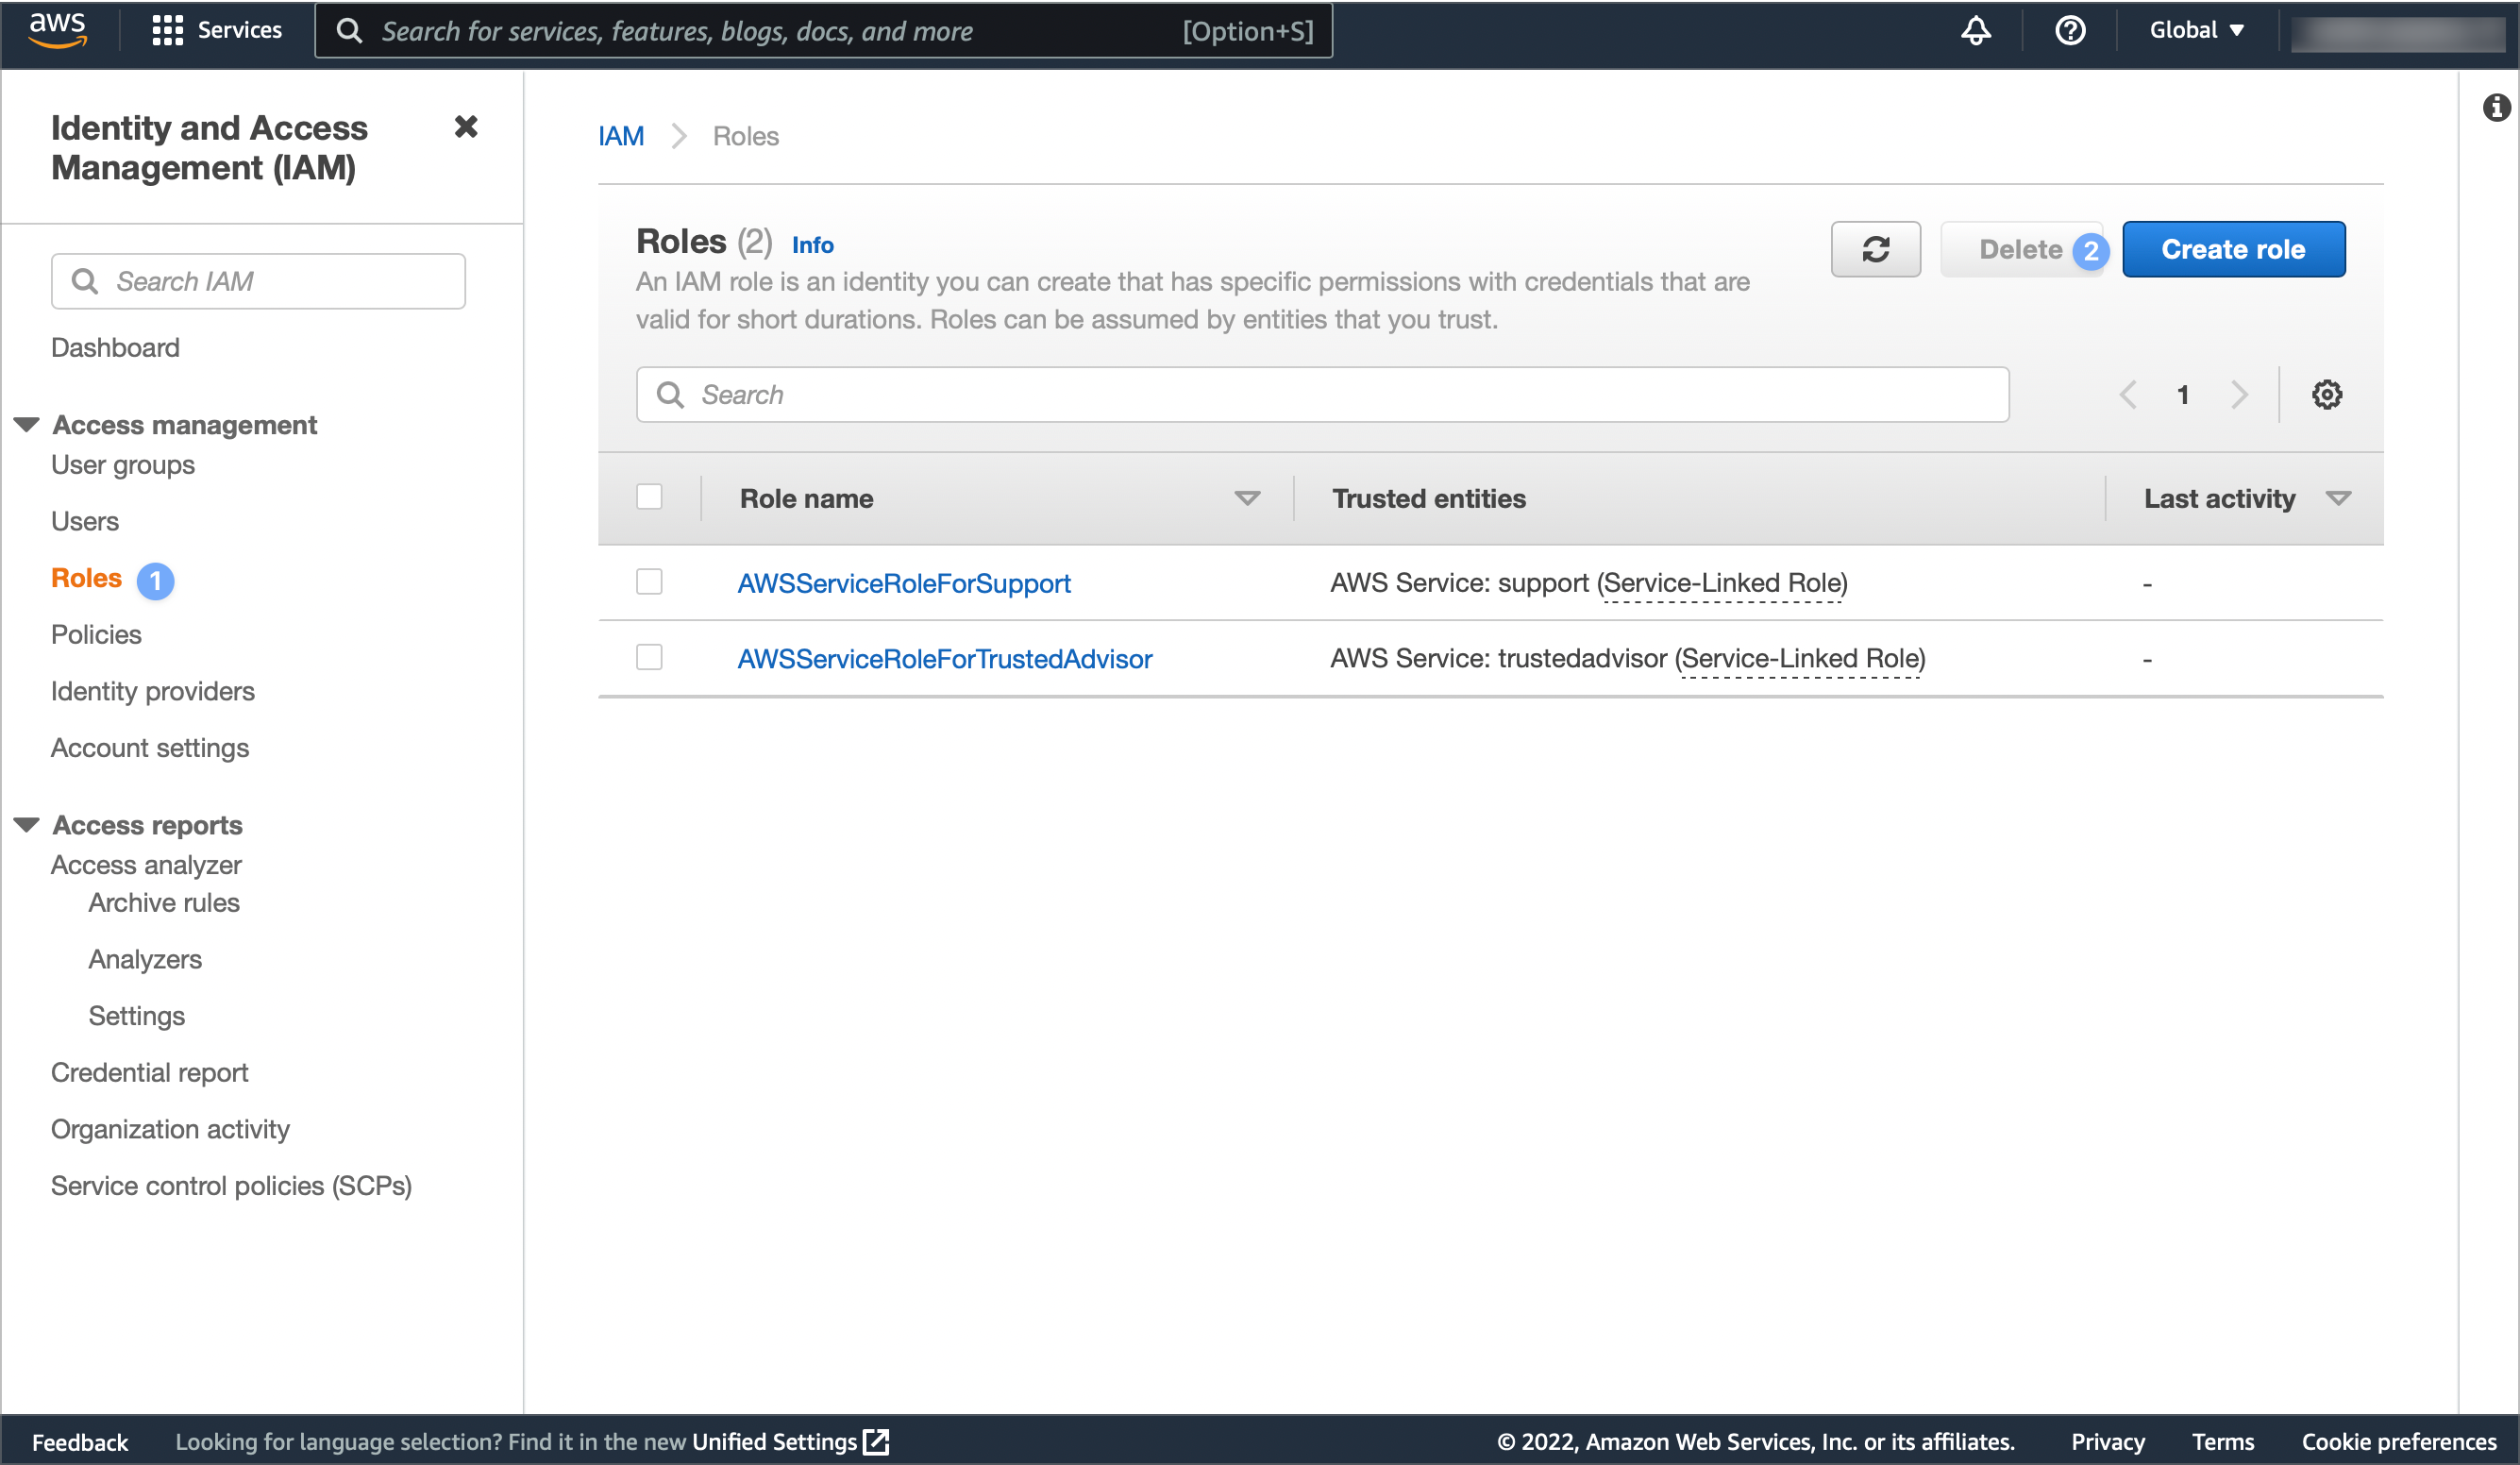 aws
Services
Search for services, features, blogs, docs, and more [Option+S]
Global
Identity and Access
Management (IAM)
Search IAM
Dashboard
Access management
User groups
Users
Roles 1
Policies
Identity providers
Account settings
Access reports
Access analyzer
Archive rules
Analyzers
Settings
Credential report
Organization activity
Service control policies (SCPs)
IAM > Roles
Roles (2) Info
An IAM role is an identity you can create that has specific permissions with credentials that are
valid for short durations. Roles can be assumed by entities that you trust.
Delete 2 Create role
Search
1
Role name Trusted entities Last activity
AWSServiceRoleForSupport AWS Service: support (Service-Linked Role) -
AWSServiceRoleForTrustedAdvisor AWS Service: trustedadvisor (Service-Linked Role) -
Feedback Looking for language selection? Find it in the new Unified Settings © 2022, Amazon Web Services, Inc. or its affiliates. Privacy Terms Cookie preferences